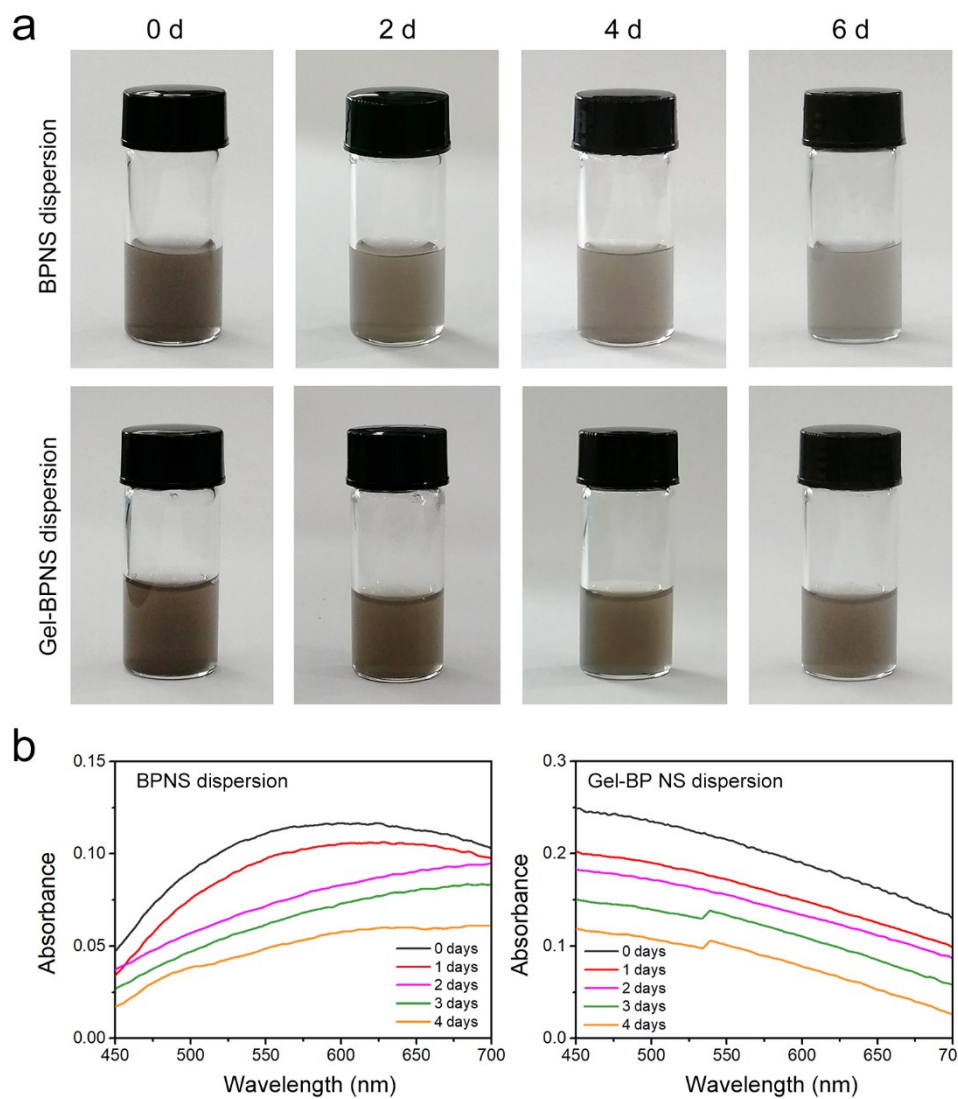 a
0 d 2 d 4 d 6 d
BPNS dispersion
Gel-BPNS dispersion
b
0.15
0.10
0.05
0.00
Absorbance
BPNS dispersion
0 days
1 days
2 days
3 days
4 days
450 500 550 600 650 700
Wavelength (nm)
0.3
0.2
0.1
0.0
Absorbance
Gel-BP NS dispersion
0 days
1 days
2 days
3 days
4 days
450 500 550 600 650 70
Wavelength (nm)